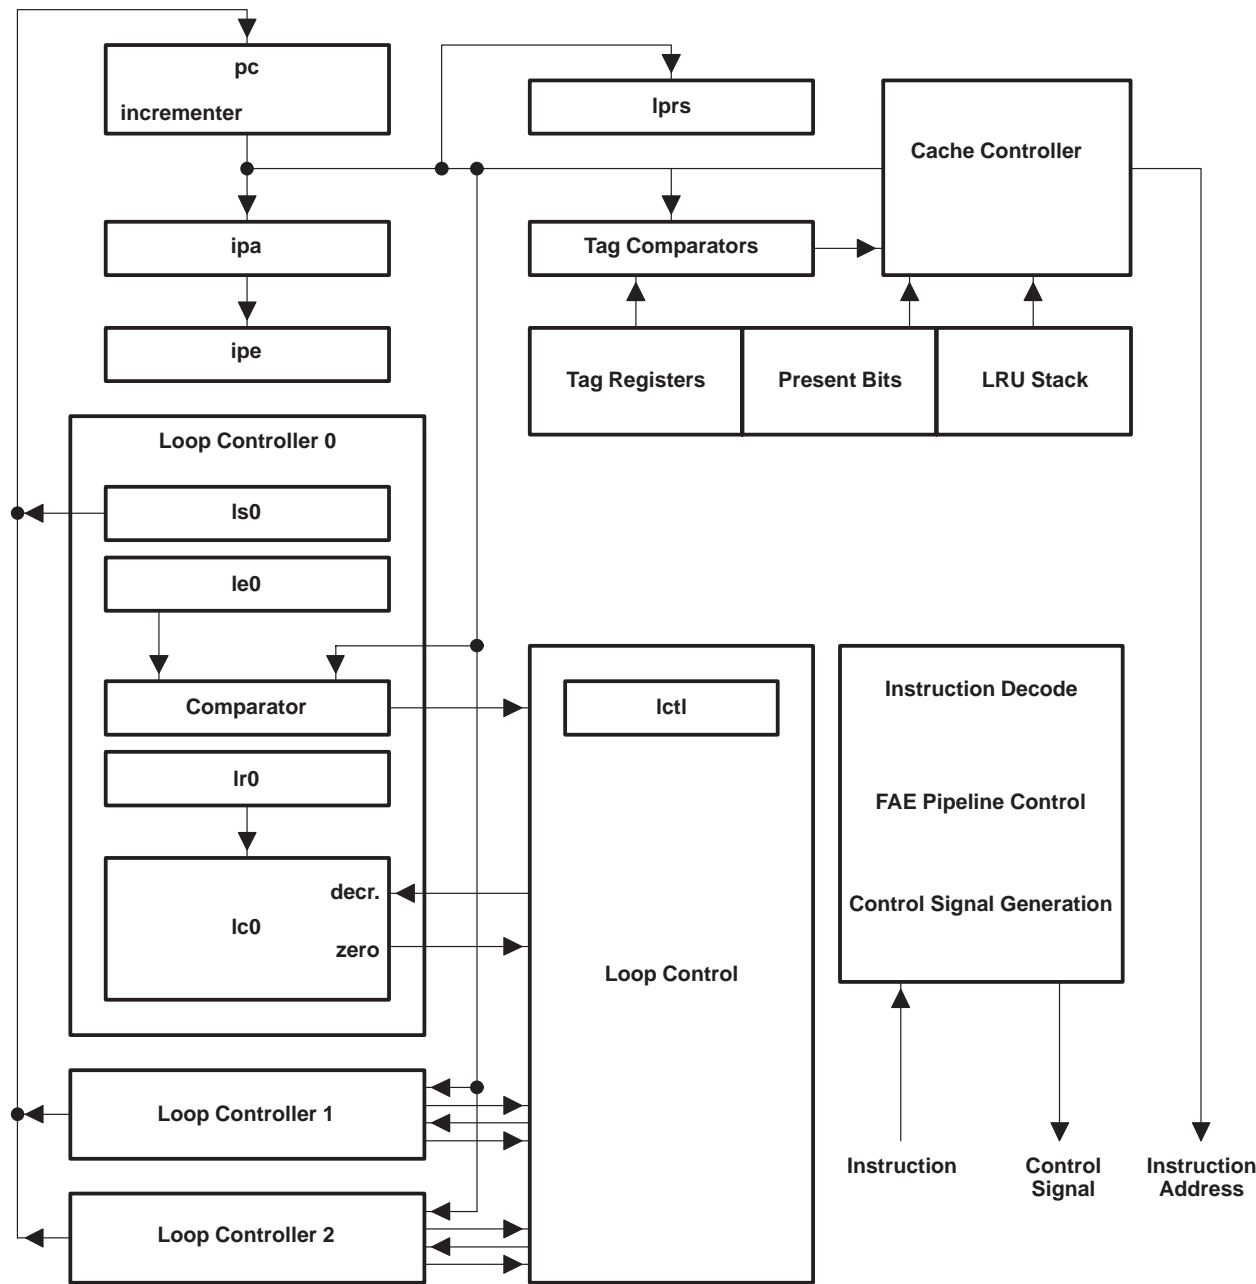 pc
incrementer
lprs
Cache Controller
ipa
Tag Comparators
ipe
Tag Registers
Present Bits
LRU Stack
Loop Controller 0
ls0
le0
Comparator
lctl
Instruction Decode
lr0
FAE Pipeline Control
decr.
lc0
zero
Control Signal Generation
Loop Control
Loop Controller 1
Instruction
Control
Signal
Instruction
Address
Loop Controller 2